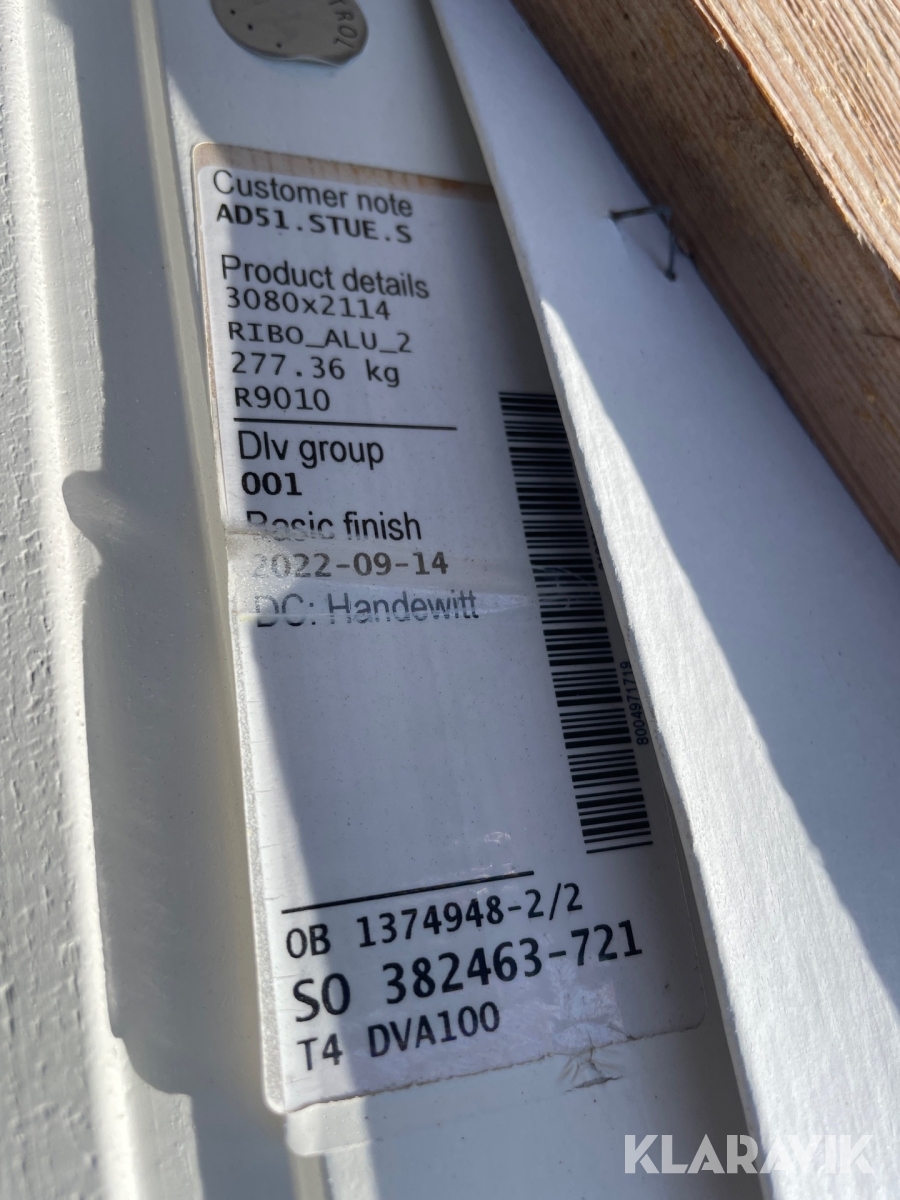 TROL
Customer note
AD51.STUE.S
Product details
3080x2114
RIBO_ALU_2
277.36 kg
R9010
Dlv group
001
Basic finish
2022-09-14
DC: Handewitt
8004971719
OB 1374948-2/2
SO 382463-721
T4 DVA100
KLARAVIK